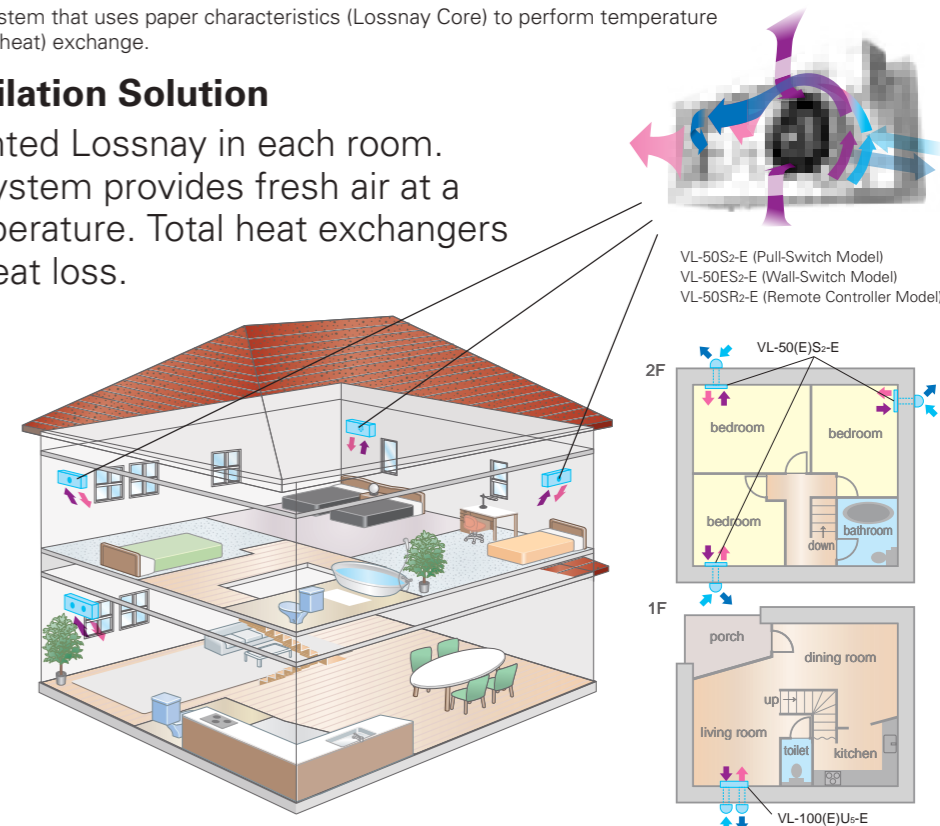 stem that uses paper characteristics (Lossnay Core) to perform temperature
heat) exchange.
ilation Solution
nted Lossnay in each room.
ystem provides fresh air at a
perature. Total heat exchangers
eat loss.
VL-50S2-E (Pull-Switch Model)
VL-50ES2-E (Wall-Switch Model)
VL-50SR2-E (Remote Controller Model)
VL-50(E)S2-E
2F
bedroom
bedroom
bedroom
bathroom
down
1F
porch
dining room
up
living room
toilet
kitchen
VL-100(E)U5-E